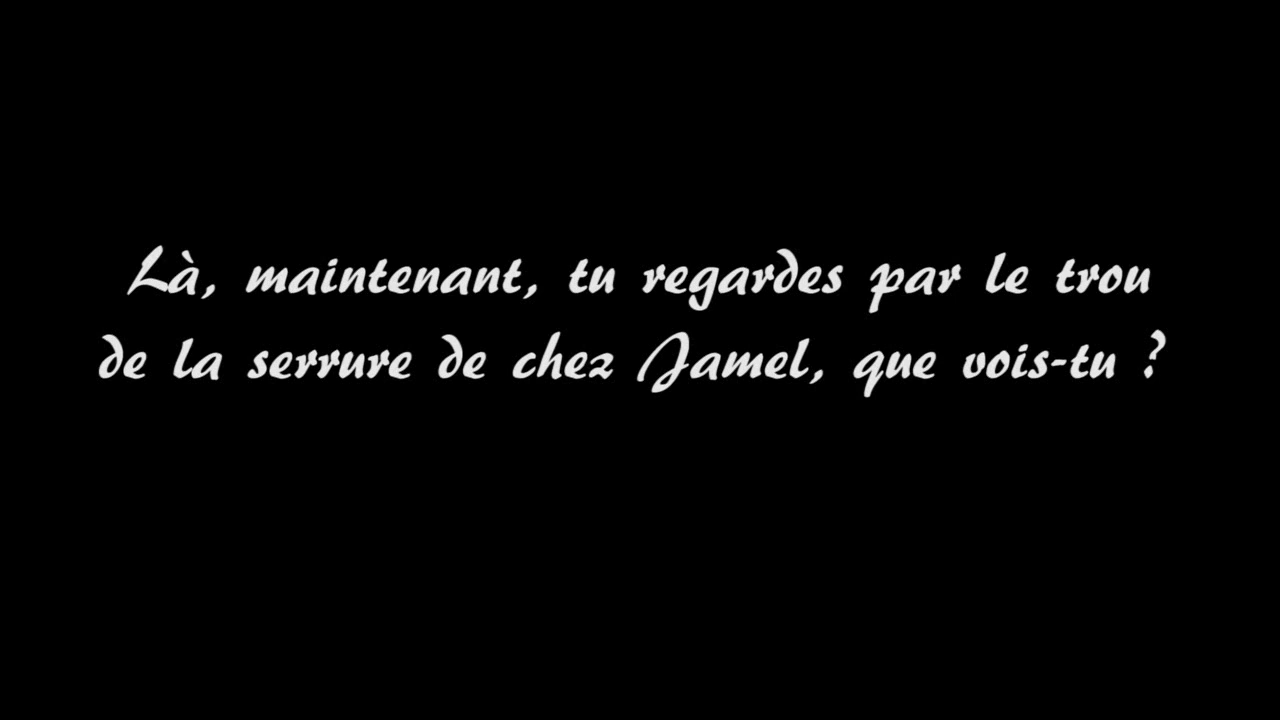 Là, maintenant, tu regardes par le trou
de la serrure de chez Jamel, que vois-tu ?